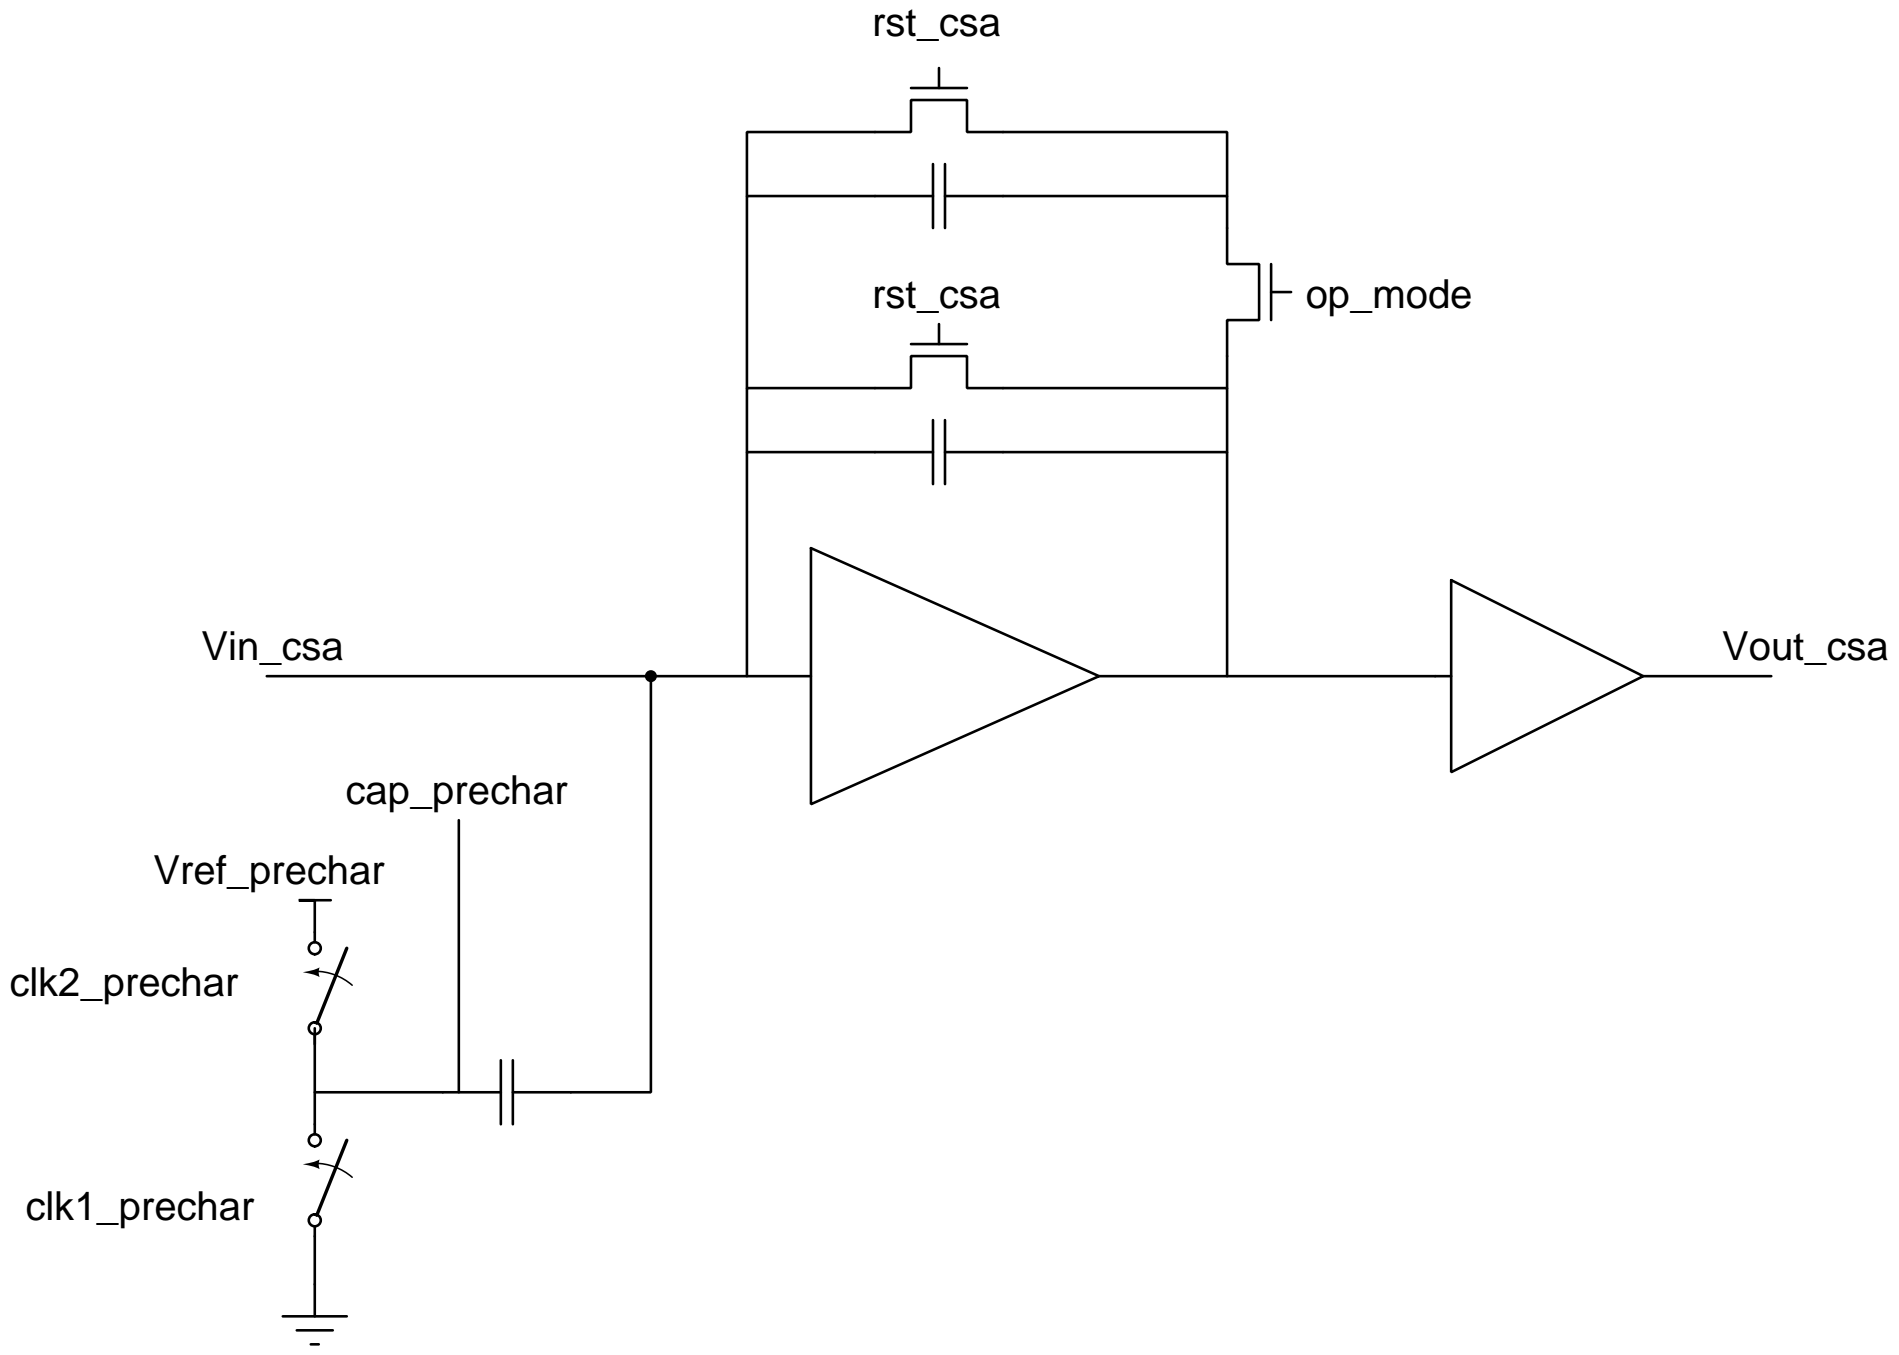 rst_csa
rst_csa
op_mode
Vin_csa
Vout_csa
cap_prechar
Vref_prechar
clk2_prechar
clk1_prechar